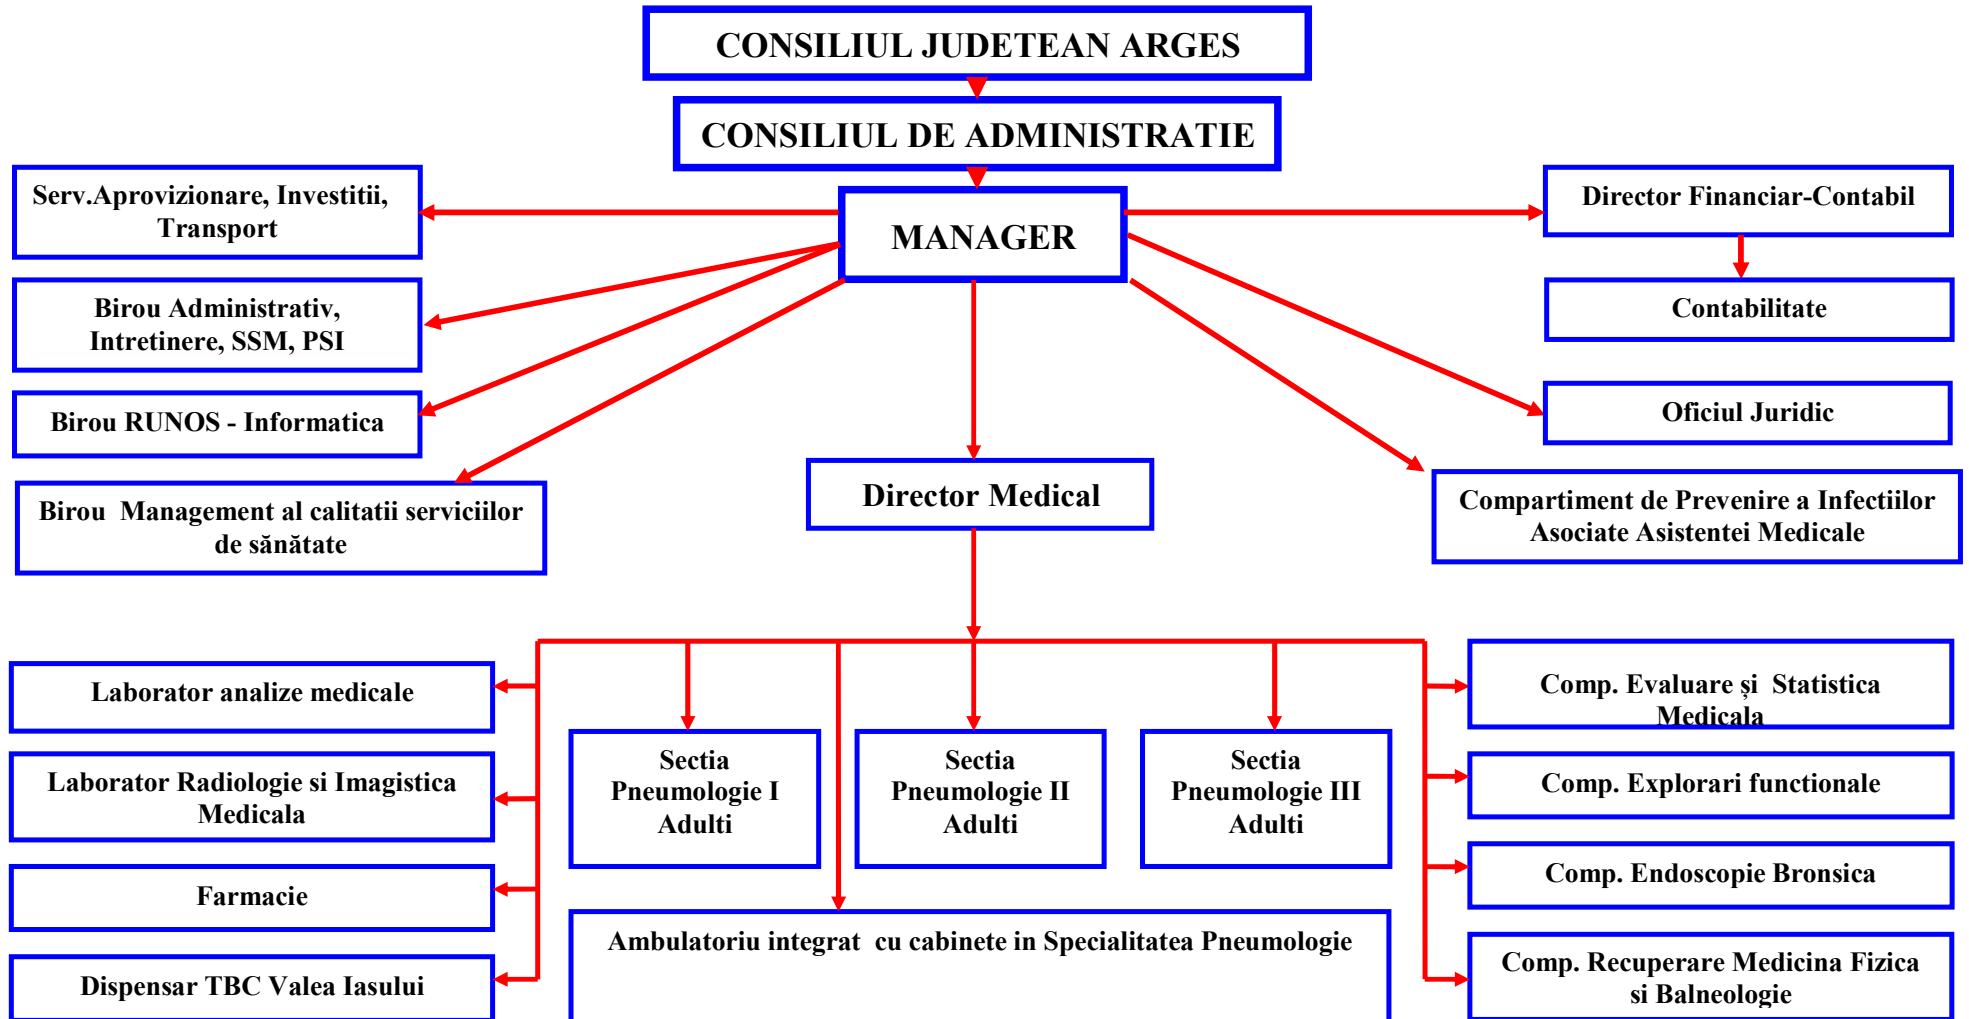 CONSILIUL JUDETEAN ARGES
CONSILIUL DE ADMINISTRATIE
MANAGER
Serv.Aprovizionare, Investitii,
Transport
Birou Administrativ,
Intretinere, SSM, PSI
Birou RUNOS - Informatica
Birou  Management al calitatii serviciilor
de sănătate
Director Financiar-Contabil
Contabilitate
Oficiul Juridic
Compartiment de Prevenire a Infectiilor
Asociate Asistentei Medicale
Director Medical
Laborator analize medicale
Laborator Radiologie si Imagistica
Medicala
Farmacie
Dispensar TBC Valea Iasului
Sectia
Pneumologie I
Adulti
Sectia
Pneumologie II
Adulti
Sectia
Pneumologie III
Adulti
Ambulatoriu integrat  cu cabinete in Specialitatea Pneumologie
Comp. Evaluare și  Statistica
Medicala
Comp. Explorari functionale
Comp. Endoscopie Bronsica
Comp. Recuperare Medicina Fizica
si Balneologie